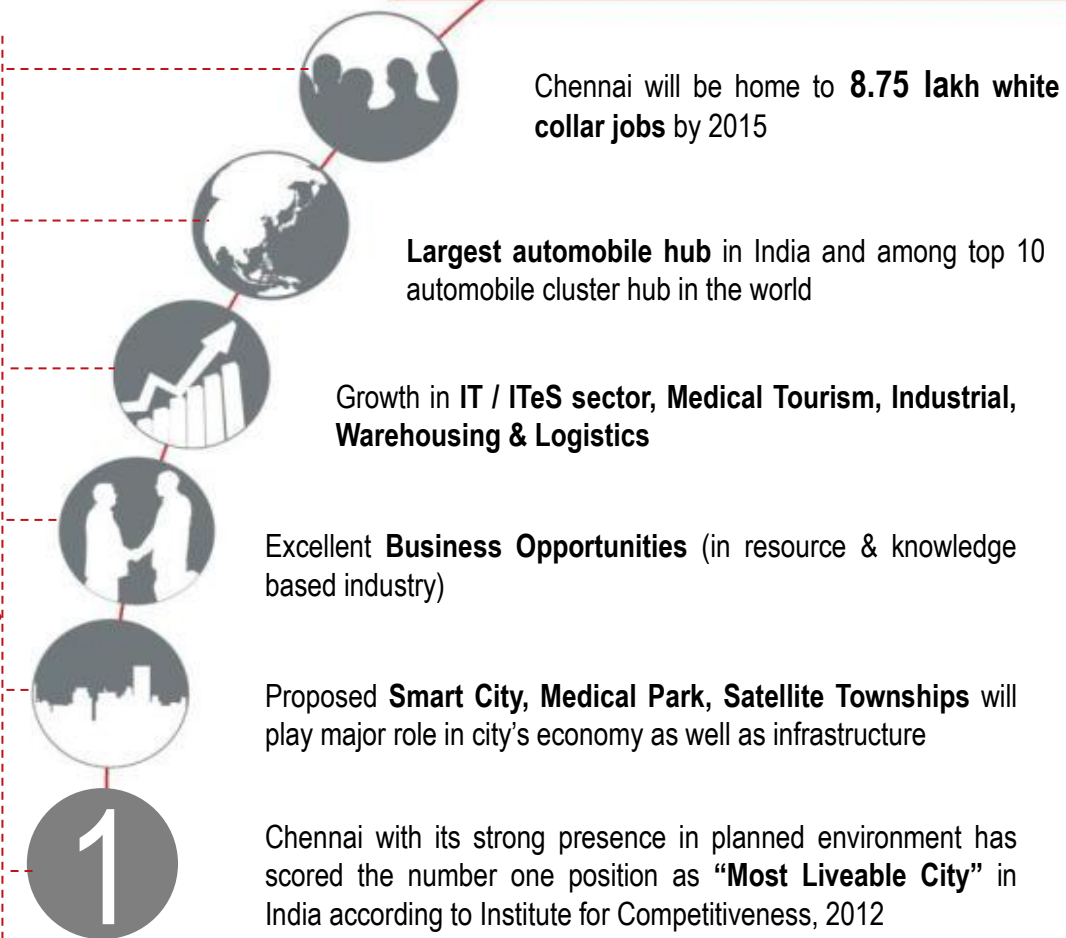 Chennai will be home to 8.75 lakh white
collar jobs by 2015
Largest automobile hub in India and among top 10
automobile cluster hub in the world
Growth in IT / ITeS sector, Medical Tourism, Industrial,
Warehousing & Logistics
Excellent Business Opportunities (in resource & knowledge
based industry)
Proposed Smart City, Medical Park, Satellite Townships will
play major role in city’s economy as well as infrastructure
1
Chennai with its strong presence in planned environment has
scored the number one position as “Most Liveable City” in
India according to Institute for Competitiveness, 2012